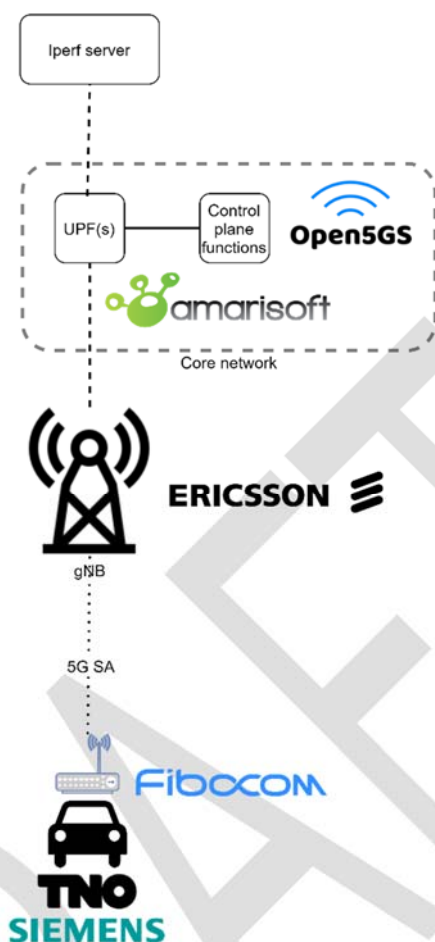 Iperf server
UPF(s)
Control
plane
functions
Open5GS
amarisoft
Core network
ERICSSON
gNB
5G SA
Fibocom
TNO
SIEMENS